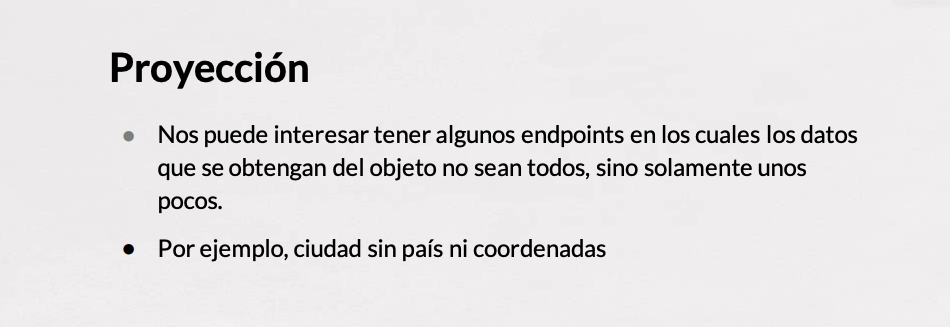 Proyección
● Nos puede interesar tener algunos endpoints en los cuales los datos
que se obtengan del objeto no sean todos, sino solamente unos
pocos.
● Por ejemplo, ciudad sin país ni coordenadas